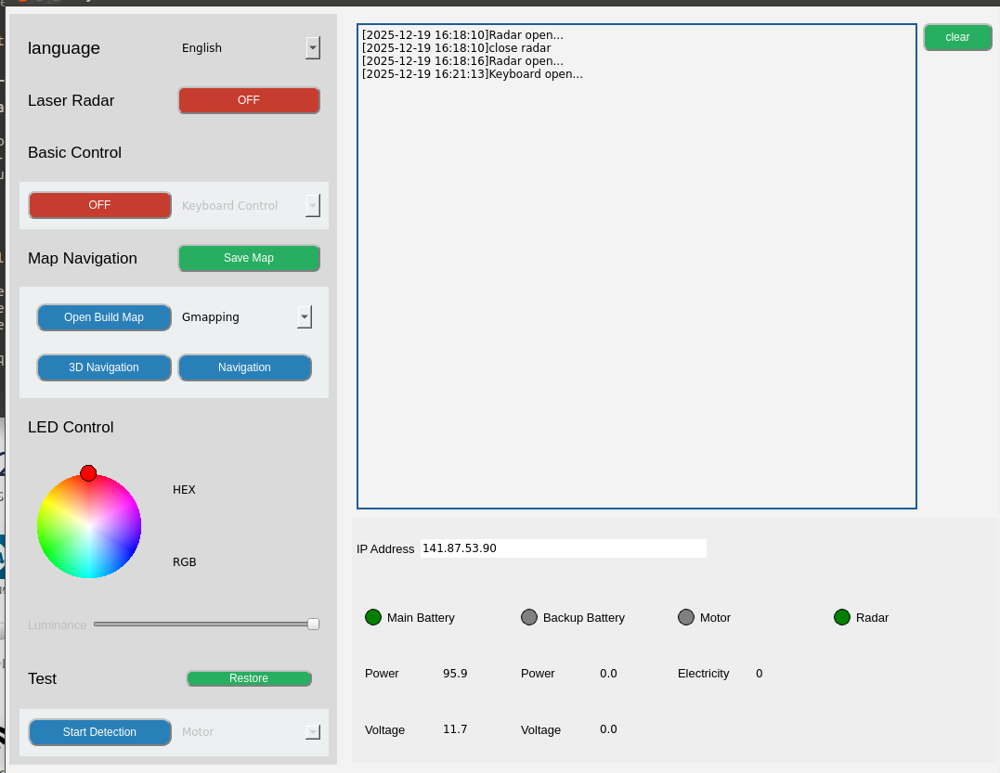 language English
Laser Radar OFF
Basic Control
OFF Keyboard Control
Map Navigation Save Map
Open Build Map Gmapping
3D Navigation Navigation
LED Control
HEX
RGB
Luminance
Test Restore
Start Detection Motor
[2025-12-19 16:18:10]Radar open...
[2025-12-19 16:18:10]close radar
[2025-12-19 16:18:16]Radar open...
[2025-12-19 16:21:13]Keyboard open...
clear
IP Address 141.87.53.90
Main Battery Backup Battery Motor Radar
Power 95.9 Power 0.0 Electricity 0
Voltage 11.7 Voltage 0.0